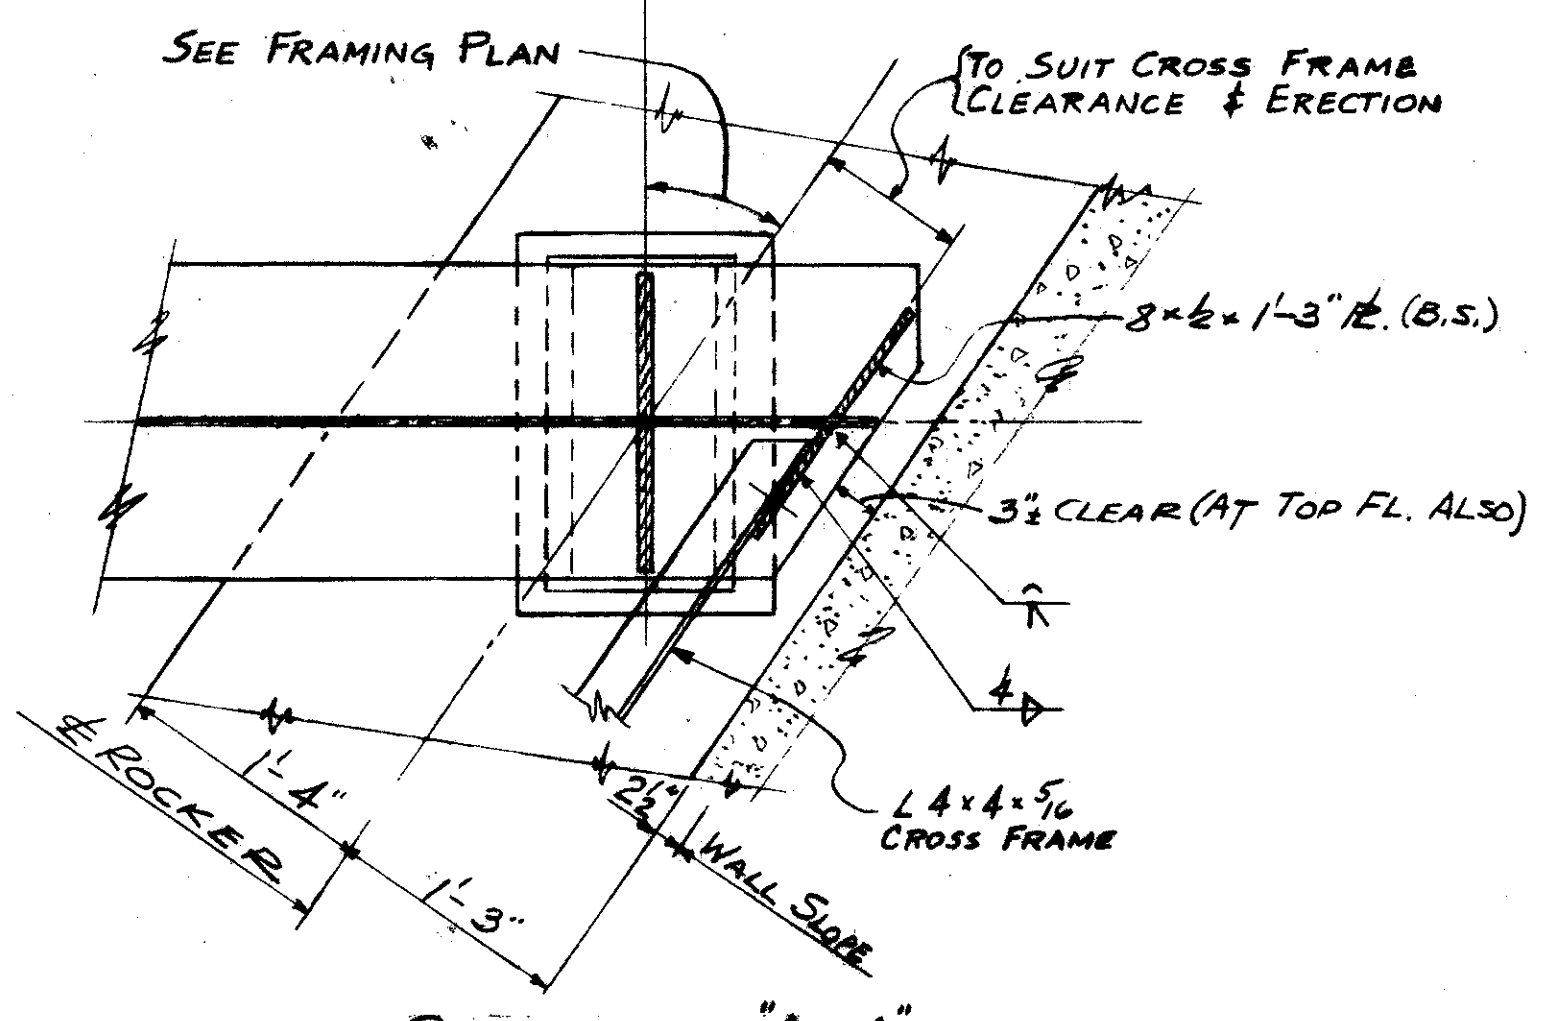 SEE FRAMING PLAN
TO SUIT CROSS FRAME
CLEARANCE & ERECTION
8 x ½ x 1'-3" ℄. (B.S.)
3"± CLEAR (AT TOP FL. ALSO)
4
L 4 x 4 x 5/16
CROSS FRAME
℄ ROCKER
1'-4"
1'-3"
2½"
WALL SLOPE